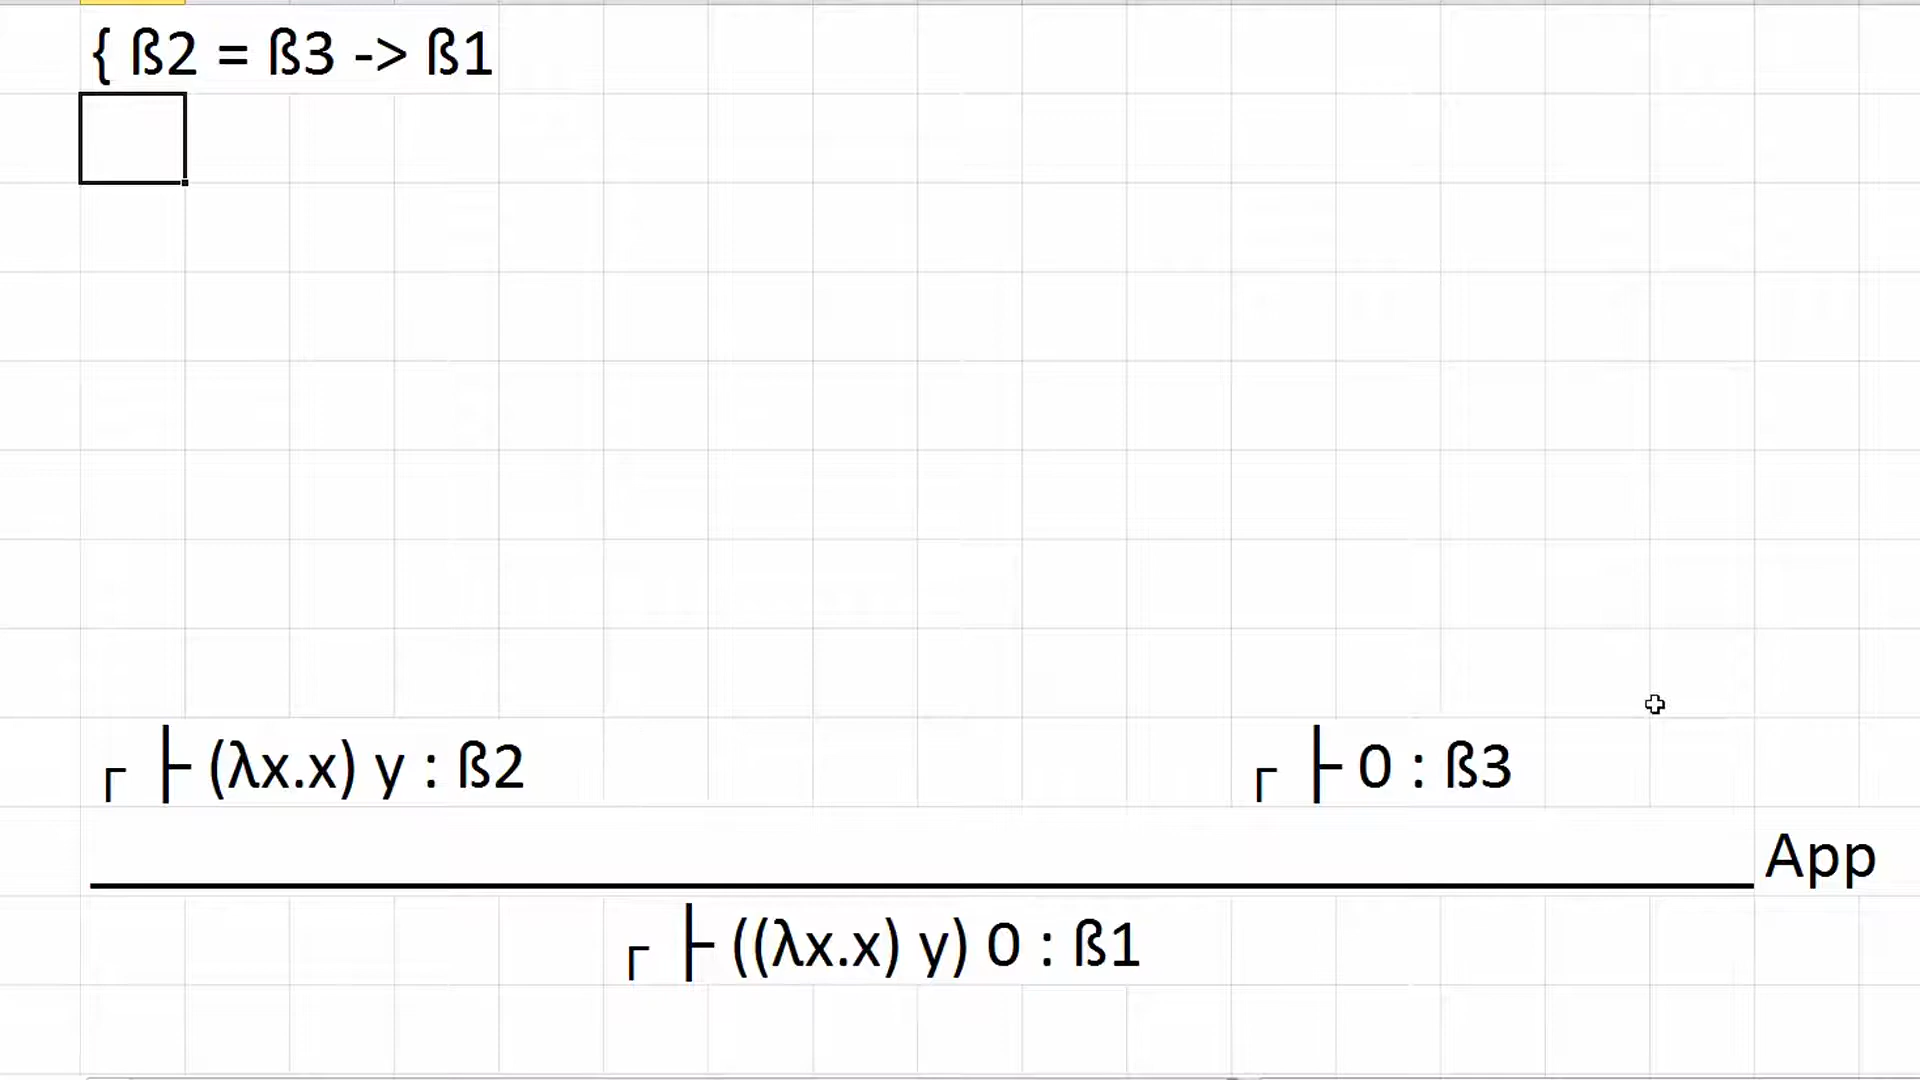 { ß2 = ß3 -> ß1
┌ ├ (λx.x) y : ß2
┌ ├ 0 : ß3
App
┌ ├ ((λx.x) y) 0 : ß1